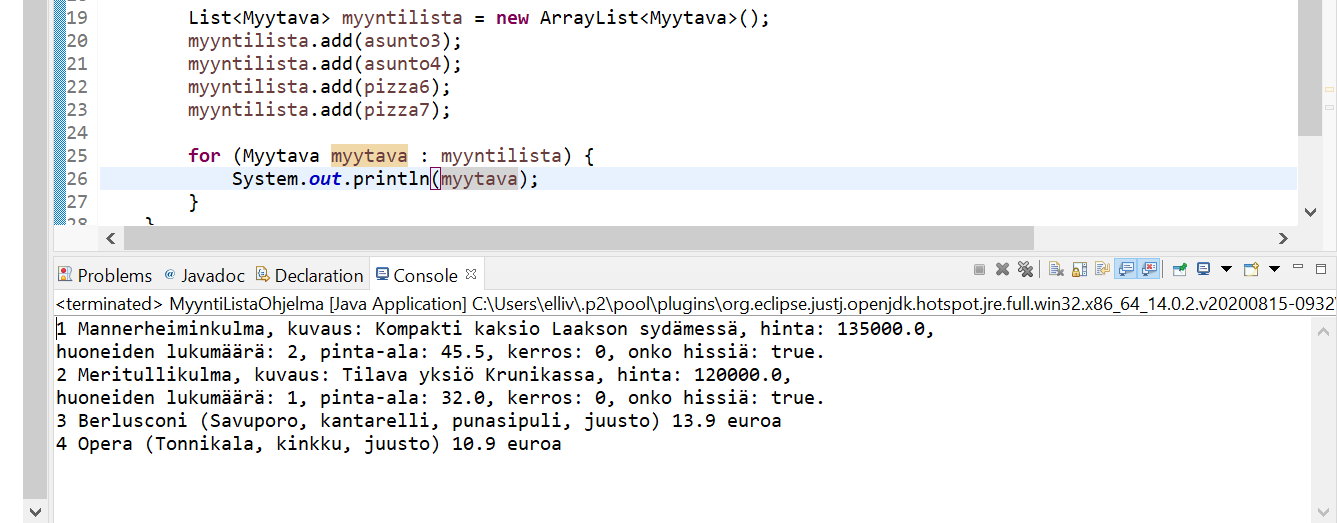 19 List<Myytava> myyntilista = new ArrayList<Myytava>();
20 myyntilista.add(asunto3);
21 myyntilista.add(asunto4);
22 myyntilista.add(pizza6);
23 myyntilista.add(pizza7);
24
25 for (Myytava myytava : myyntilista) {
26 System.out.println(myytava);
27 }
28 }
Problems @ Javadoc Declaration Console
<terminated> MyyntiListaOhjelma [Java Application] C:\Users\elliv\.p2\pool\plugins\org.eclipse.justj.openjdk.hotspot.jre.full.win32.x86_64_14.0.2.v20200815-0932
1 Mannerheiminkulma, kuvaus: Kompakti kaksio Laakson sydämessä, hinta: 135000.0,
huoneiden lukumäärä: 2, pinta-ala: 45.5, kerros: 0, onko hissiä: true.
2 Meritullikulma, kuvaus: Tilava yksiö Krunikassa, hinta: 120000.0,
huoneiden lukumäärä: 1, pinta-ala: 32.0, kerros: 0, onko hissiä: true.
3 Berlusconi (Savuporo, kantarelli, punasipuli, juusto) 13.9 euroa
4 Opera (Tonnikala, kinkku, juusto) 10.9 euroa